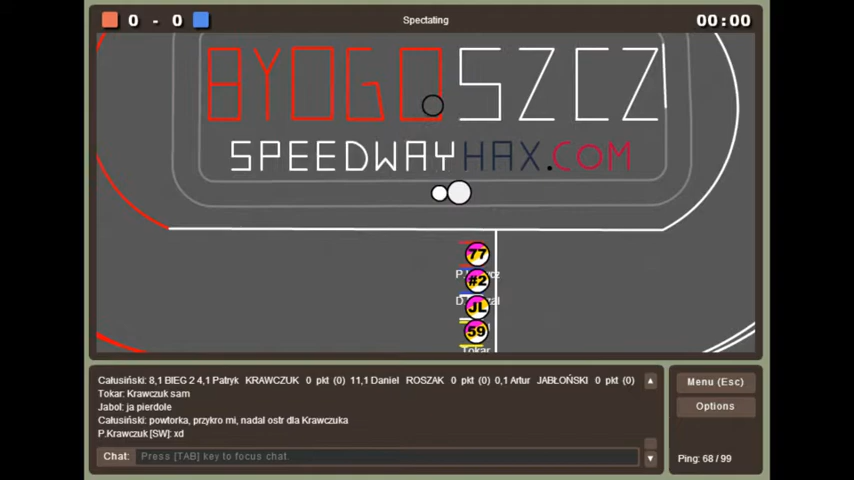 0 - 0
Spectating
00:00
BYDGOSZCZ
SPEEDWAYHAX.COM
77
#2
JL
59
Tokar
Całusiński: 8,1 BIEG 2 4,1 Patryk KRAWCZUK 0 pkt (0) 11,1 Daniel ROSZAK 0 pkt (0) 0,1 Artur JABŁOŃSKI 0 pkt (0)
Tokar: Krawczuk sam
Jabol: ja pierdole
Całusiński: powtorka, przykro mi, nadal ostr dla Krawczuka
P.Krawczuk [SW]: xd
Chat: Press [TAB] key to focus chat.
Menu (Esc)
Options
Ping: 68 / 99